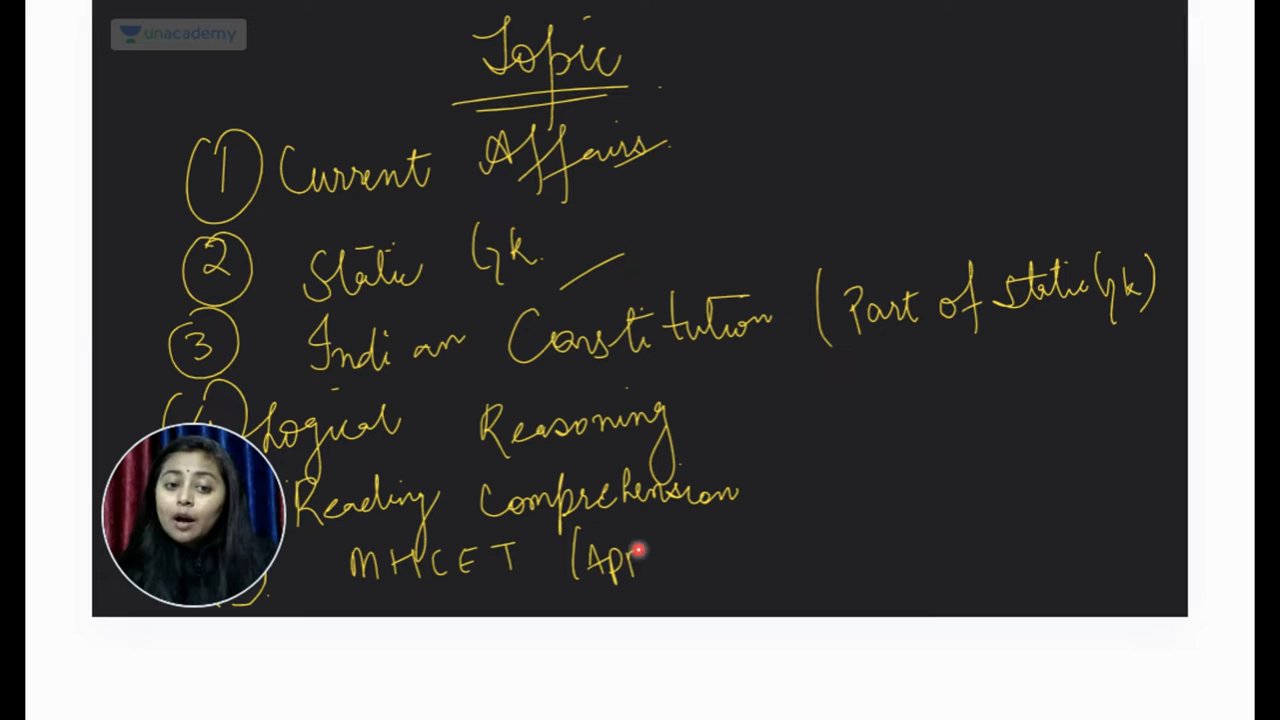 unacademy
Topic
1 Current Affairs
2 Static Gk.
3 Indian Constitution (Part of Static Gk)
Logical Reasoning
Reading Comprehension
MHCET (App